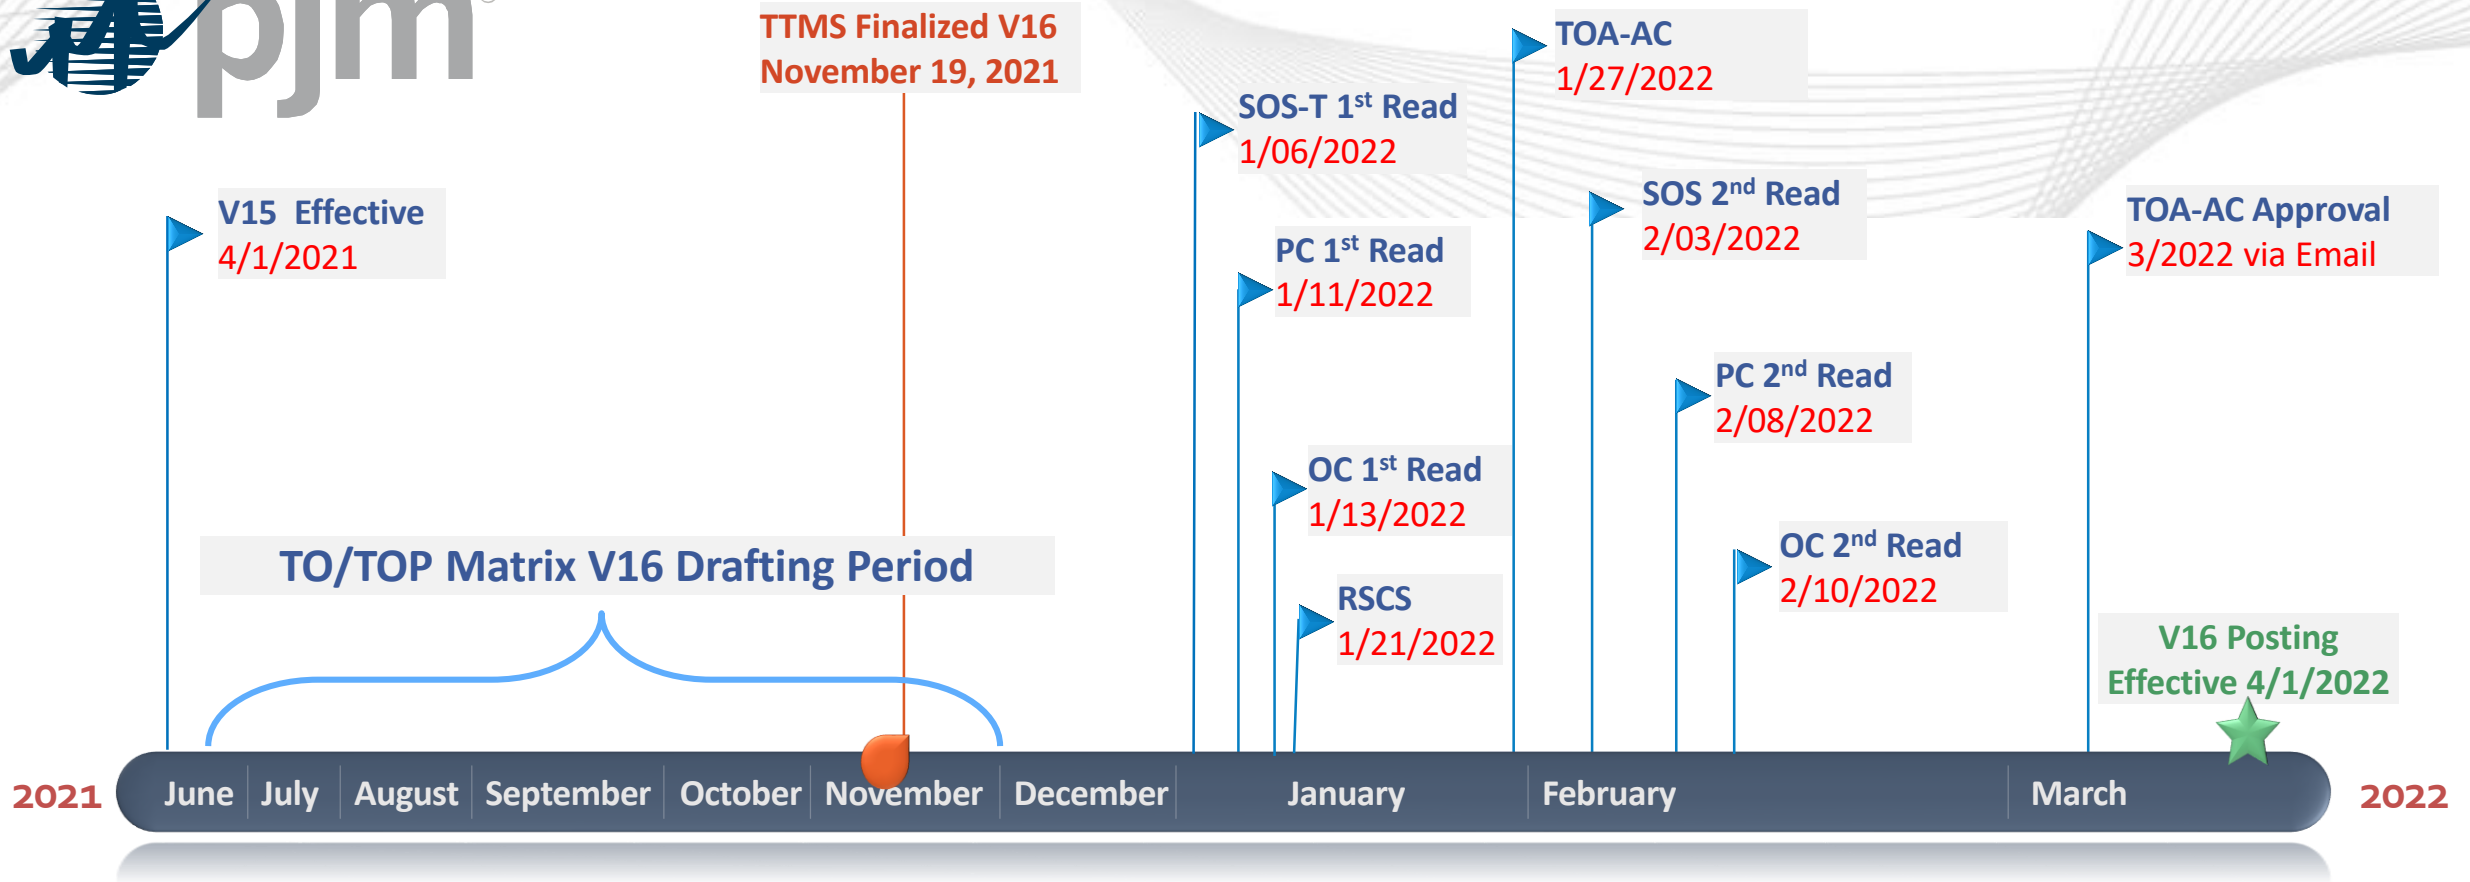 pjm
TTMS Finalized V16
November 19, 2021
TOA-AC
1/27/2022
SOS-T 1st Read
1/06/2022
V15  Effective
4/1/2021
SOS 2nd Read
2/03/2022
TOA-AC Approval
3/2022 via Email
PC 1st Read
1/11/2022
PC 2nd Read
2/08/2022
OC 1st Read
1/13/2022
TO/TOP Matrix V16 Drafting Period
OC 2nd Read
2/10/2022
RSCS
1/21/2022
V16 Posting
Effective 4/1/2022
2021 June July August September October November December January February March 2022